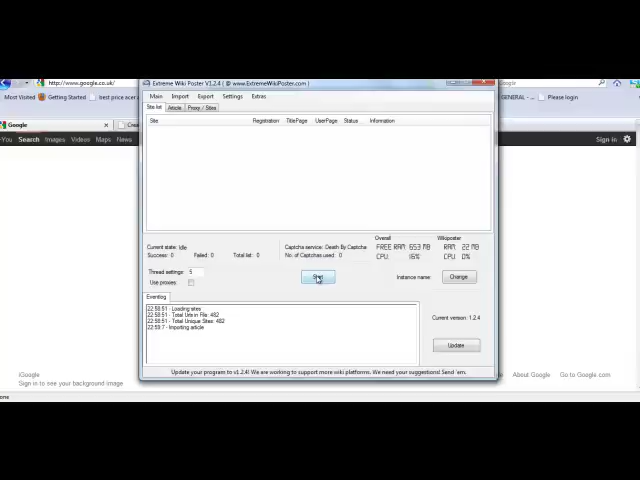 Extreme Wiki Poster V1.2.4 ( @ www.ExtremeWikiPoster.com )
http://www.google.co.uk/
Google
Most Visited Getting Started best price acer GENERAL - ... Please login
Main Import Export Settings Extras
Site list Article Proxy / Sites
Google Crea
You Search Images Videos Maps News Sign in
Site Registration TitlePage UserPage Status Information
Current state: Idle
Success: 0 Failed: 0 Total list: 0
Captcha service: Death By Captcha
No. of Captchas used 0
Overall
FREE RAM: 653 MB
CPU: 16%
Wikiposter
RAM: 22 MB
CPU: 0%
Thread settings: 5
Use proxies:
Start
Instance name: Change
Eventlog
22:58:51 - Loading sites
22:58:51 - Total Urls in File: 482
22:58:51 - Total Unique Sites: 482
22:59:7 - Importing article
Current version: 1.2.4
Update
Update your program to v1.2.4! We are working to support more wiki platforms. We need your suggestions! Send 'em.
iGoogle
Sign in to see your background image
About Google Go to Google.com